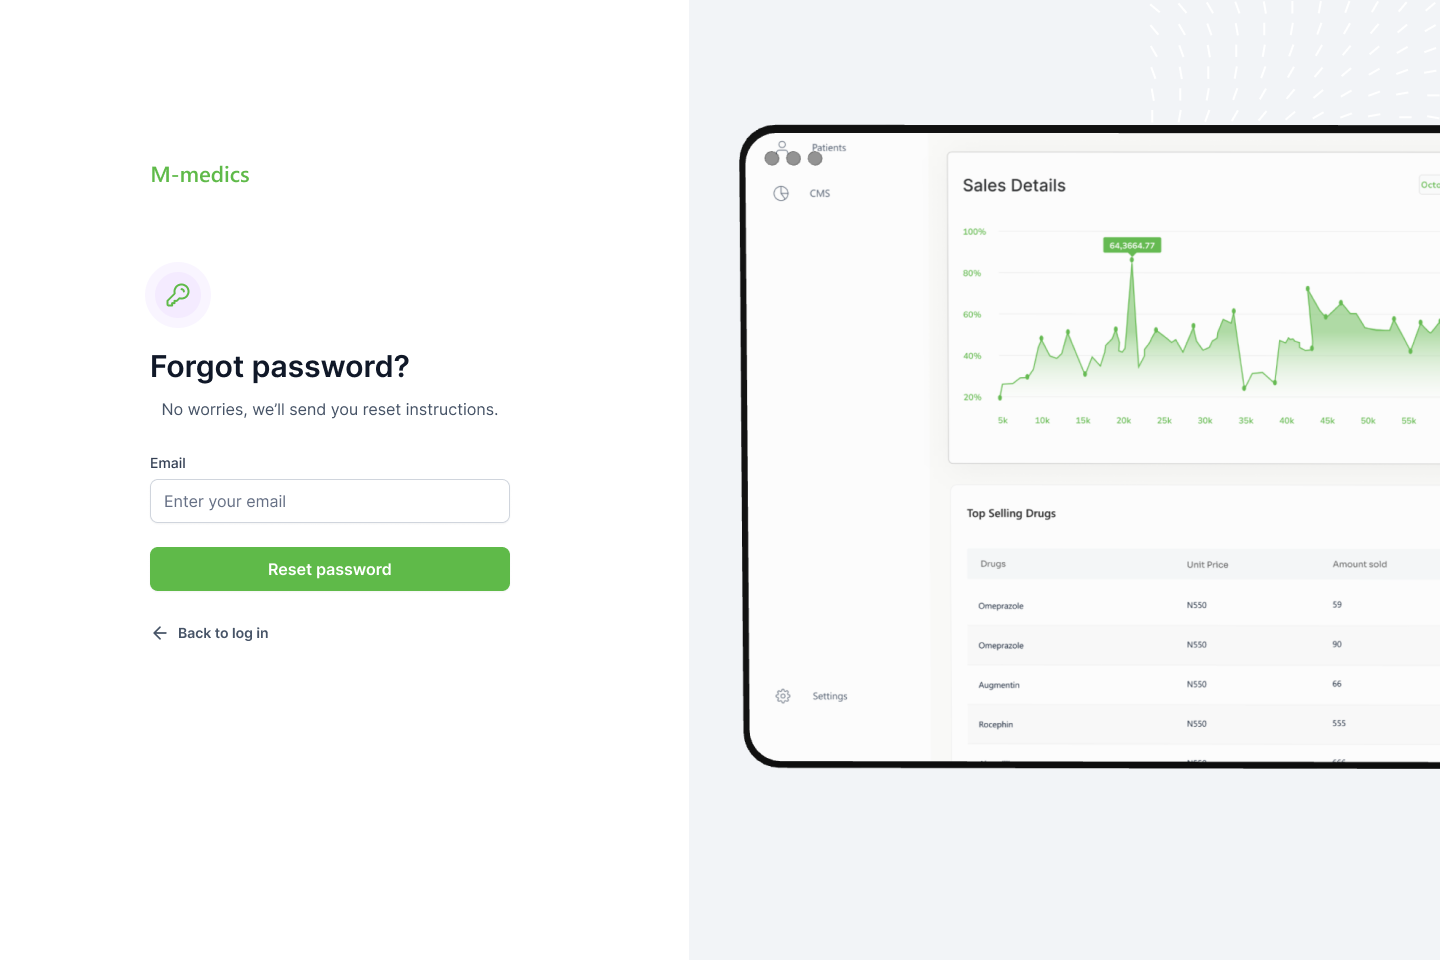 M-medics
Forgot password?
No worries, we'll send you reset instructions.
Email
Enter your email
Reset password
Back to log in
Patients
CMS
Settings
Sales Details
100%
80%
60%
40%
20%
64,3664.77
5k 10k 15k 20k 25k 30k 35k 40k 45k 50k 55k
Top Selling Drugs
Drugs Unit Price Amount sold
Omeprazole N550 59
Omeprazole N550 90
Augmentin N550 66
Rocephin N550 555